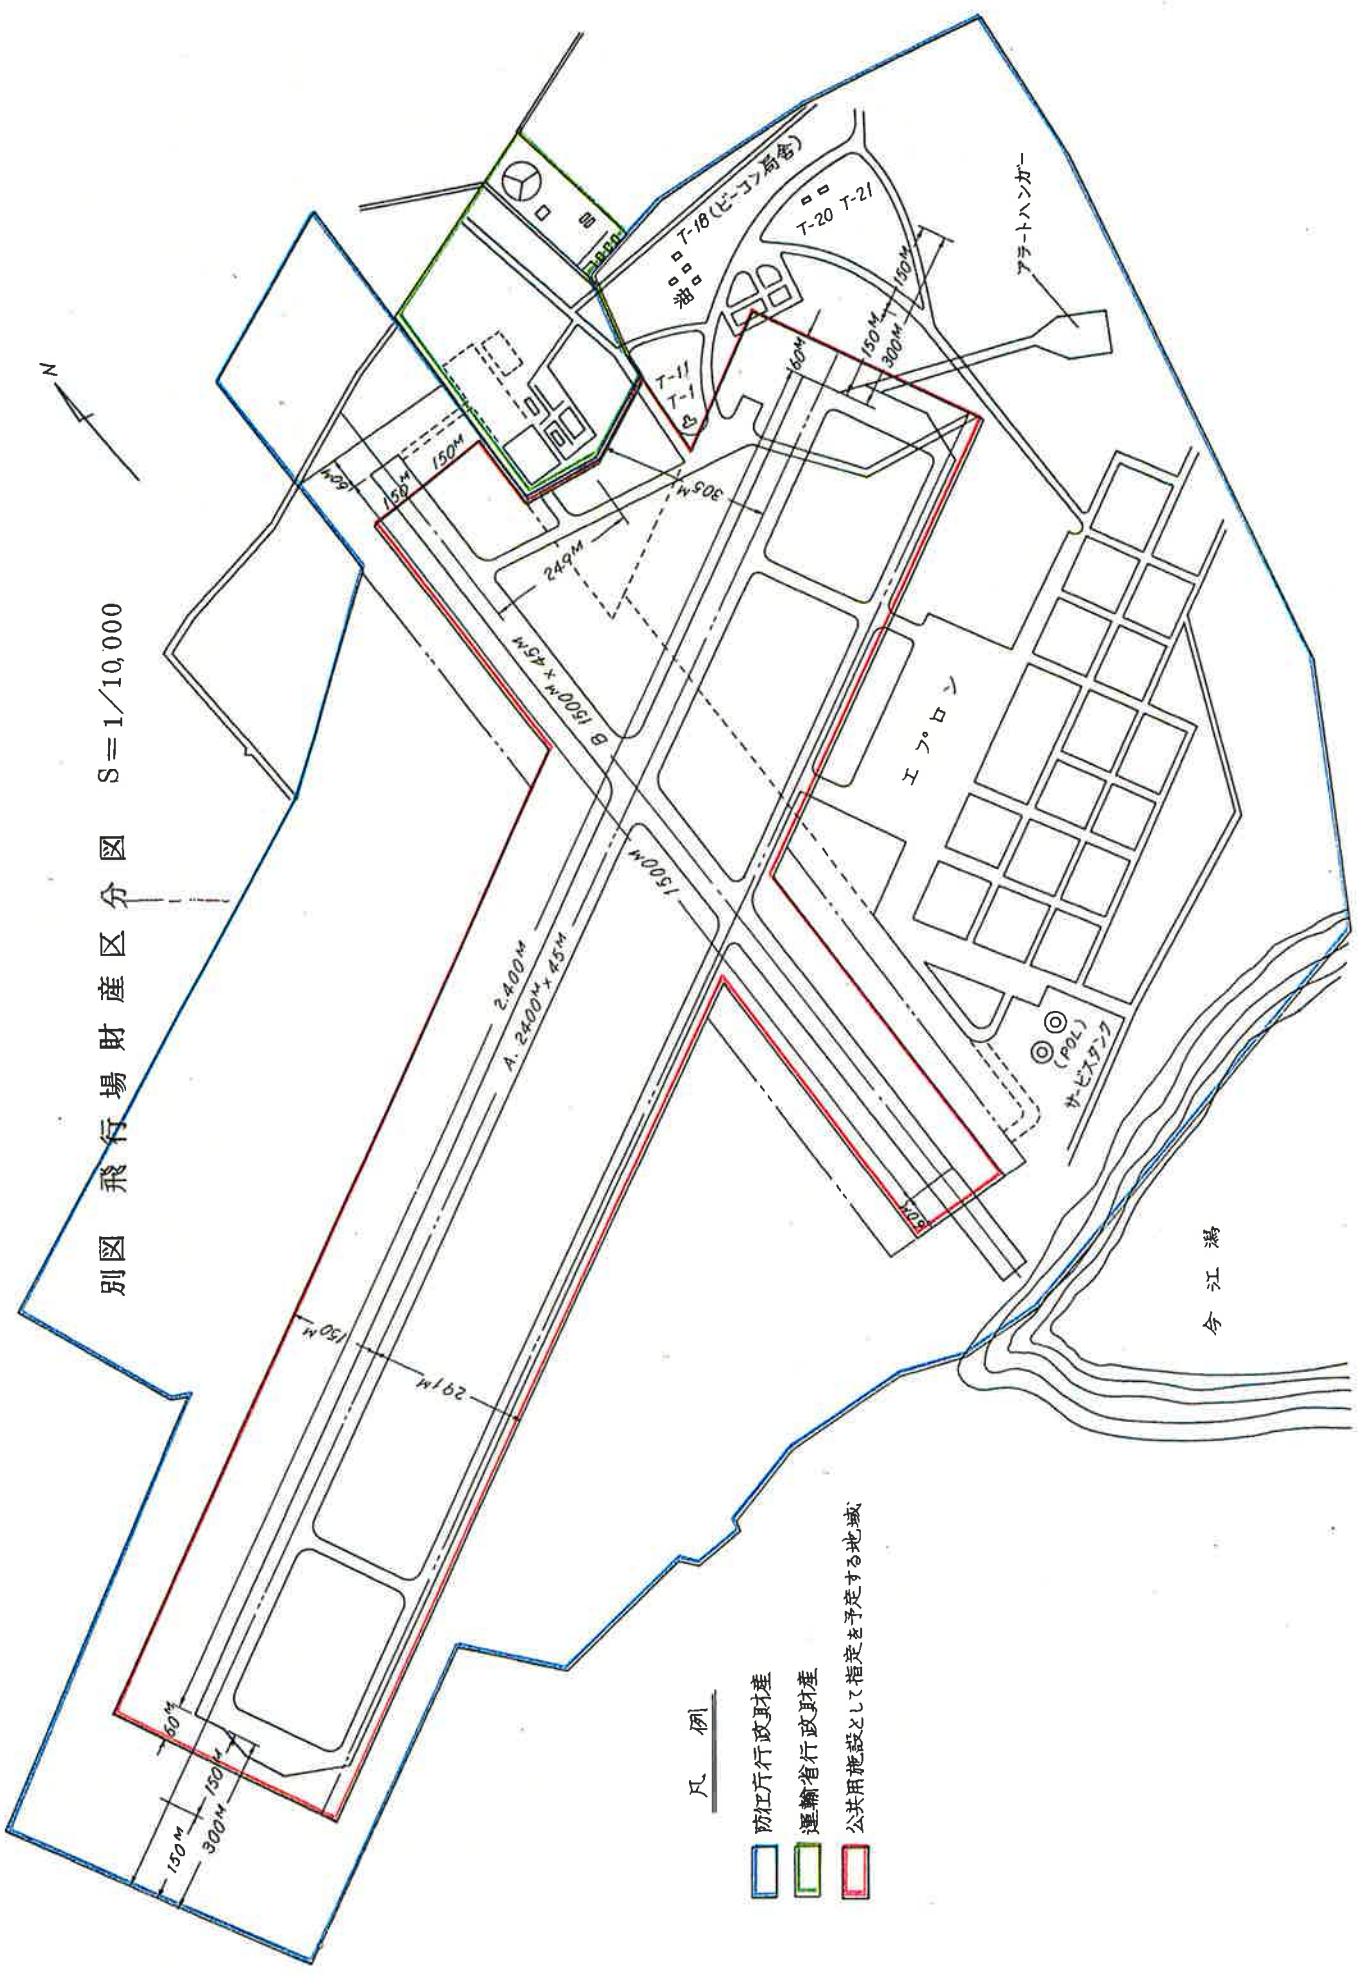 別図 飛行場財産区分図 S=1/10,000
N
T-18(ビーコン局舎)
T-20 T-21
油
T-11
T-1
アラートハンガー
60M
150M
150M
300M
60M
150M
150M
249M
305M
B 1500M×45M
1500M
2.400M
A. 2400M×45M
エプロン
(POL)
サービスタンク
60M
今江潟
150M
291M
60M
150M
150M
300M
凡例
防衛庁行政財産
運輸省行政財産
公共用施設として指定を予定する地域